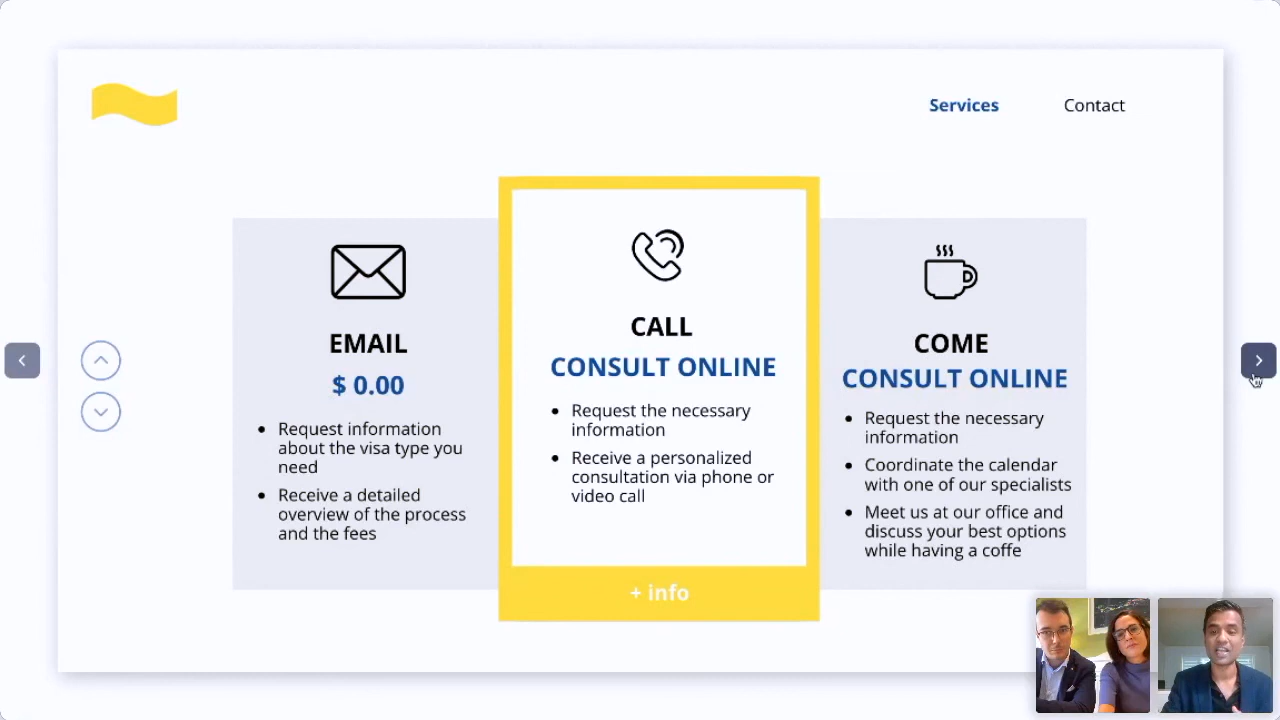 Services
Contact
EMAIL
$ 0.00
• Request information
about the visa type you
need
• Receive a detailed
overview of the process
and the fees
CALL
CONSULT ONLINE
• Request the necessary
information
• Receive a personalized
consultation via phone or
video call
+ info
COME
CONSULT ONLINE
• Request the necessary
information
• Coordinate the calendar
with one of our specialists
• Meet us at our office and
discuss your best options
while having a coffe